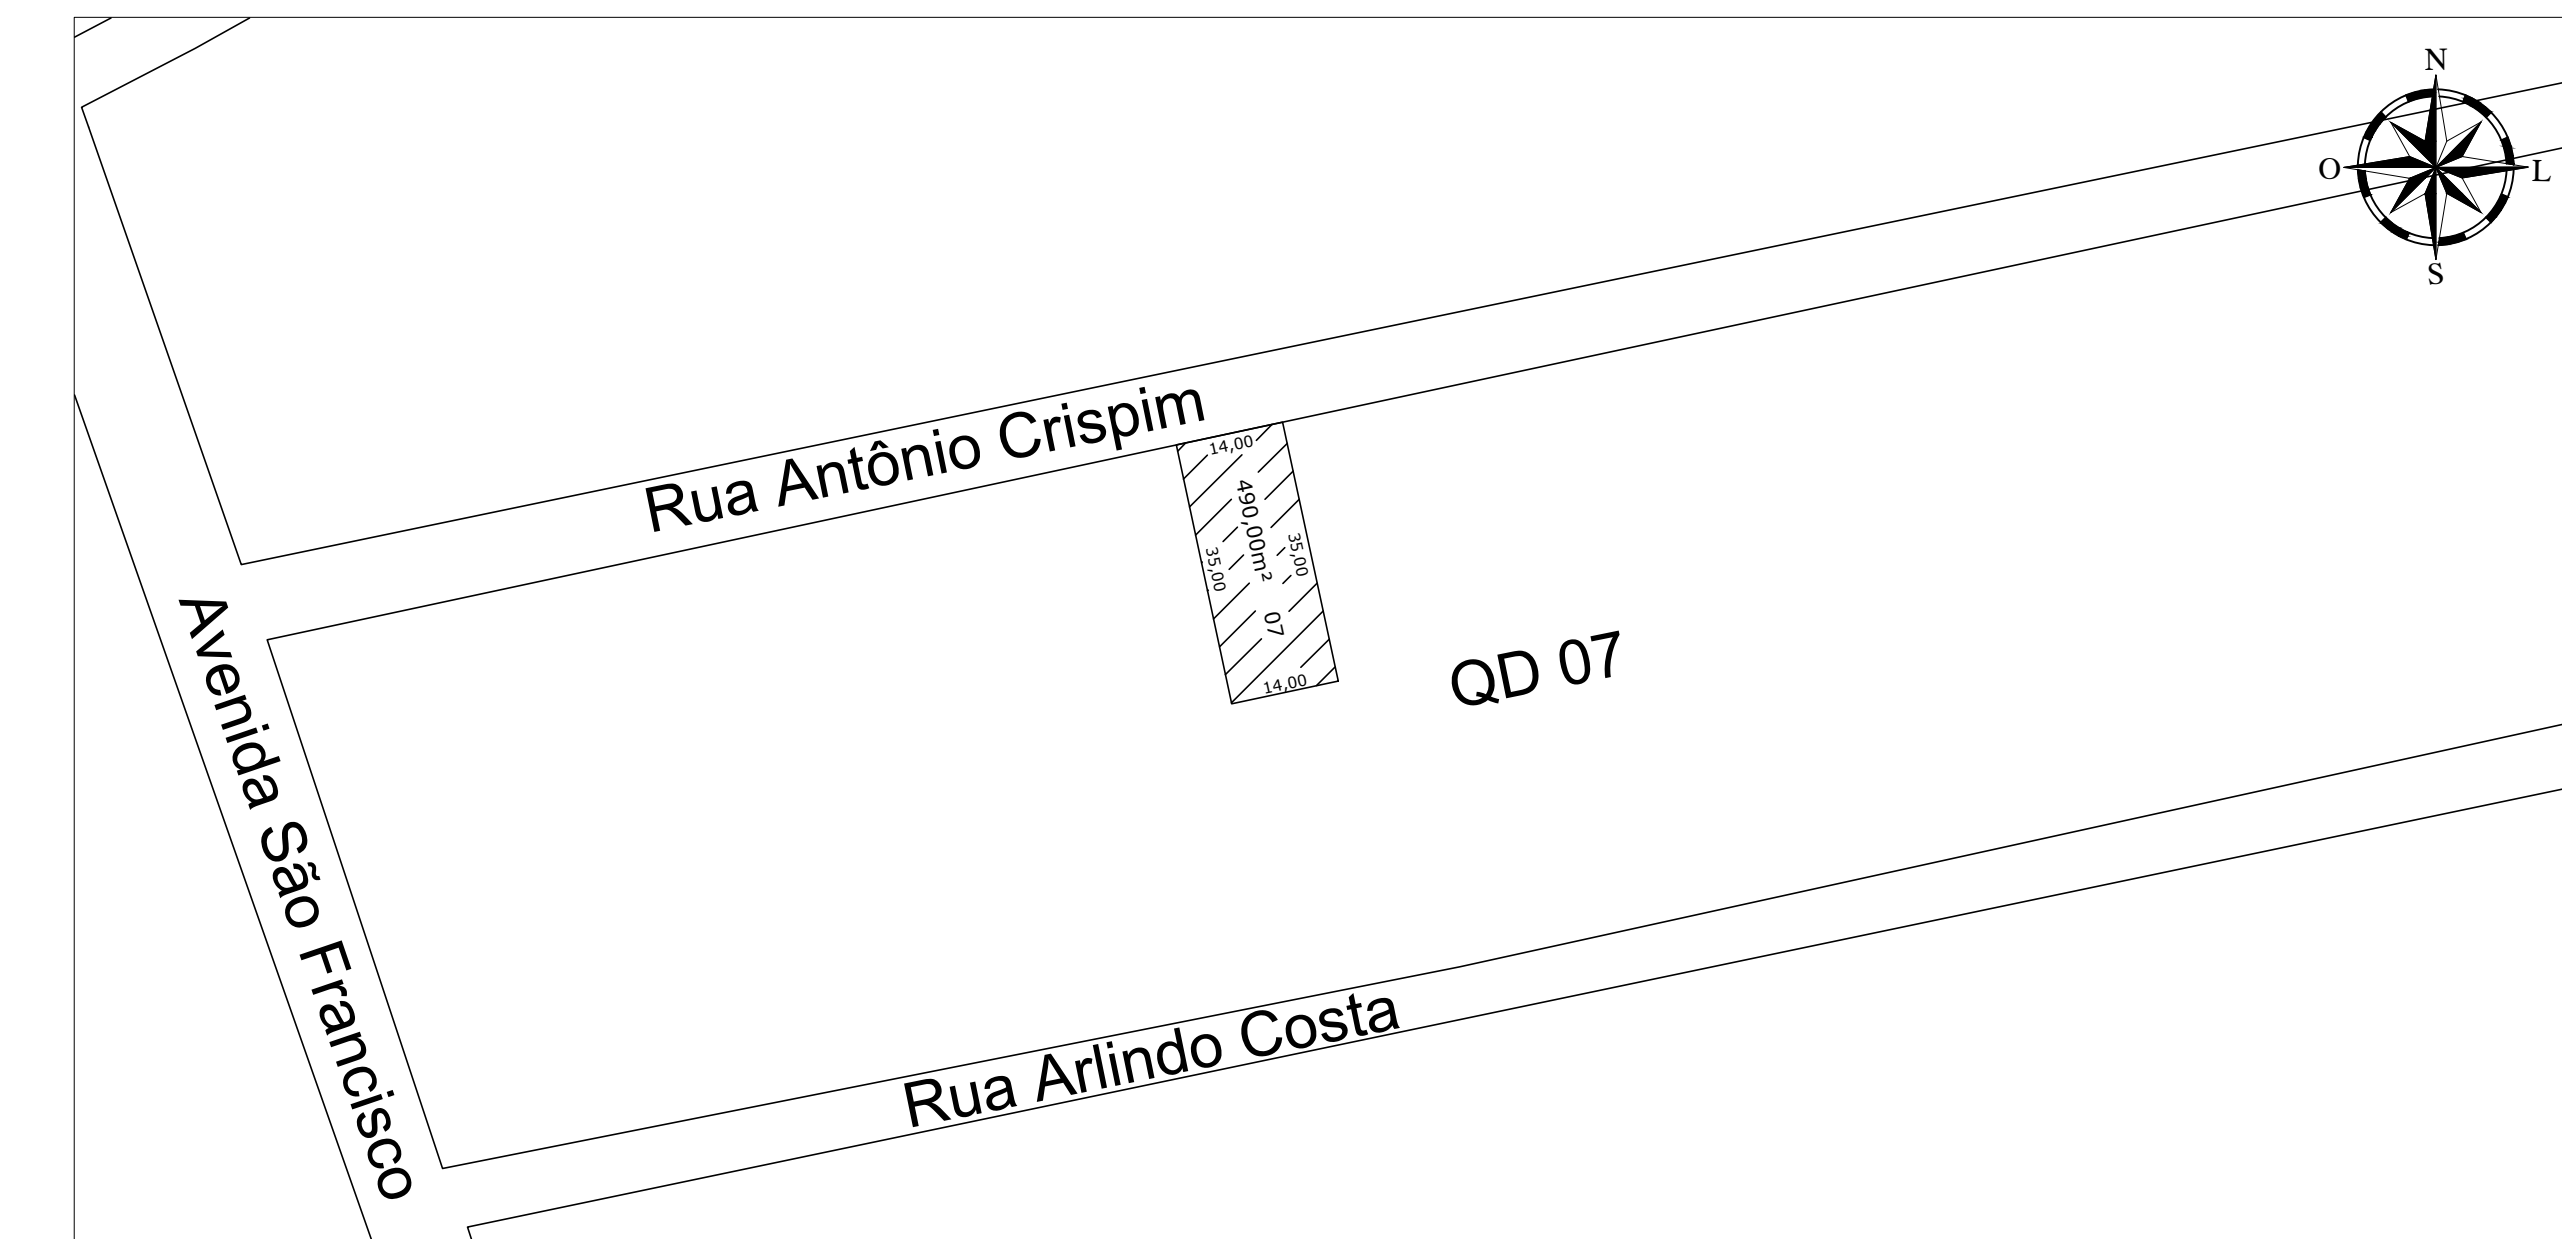 N
O
L
S
Rua Antônio Crispim
14,00
490,00m²
35,00
35,00
07
14,00
QD 07
Avenida São Francisco
Rua Arlindo Costa